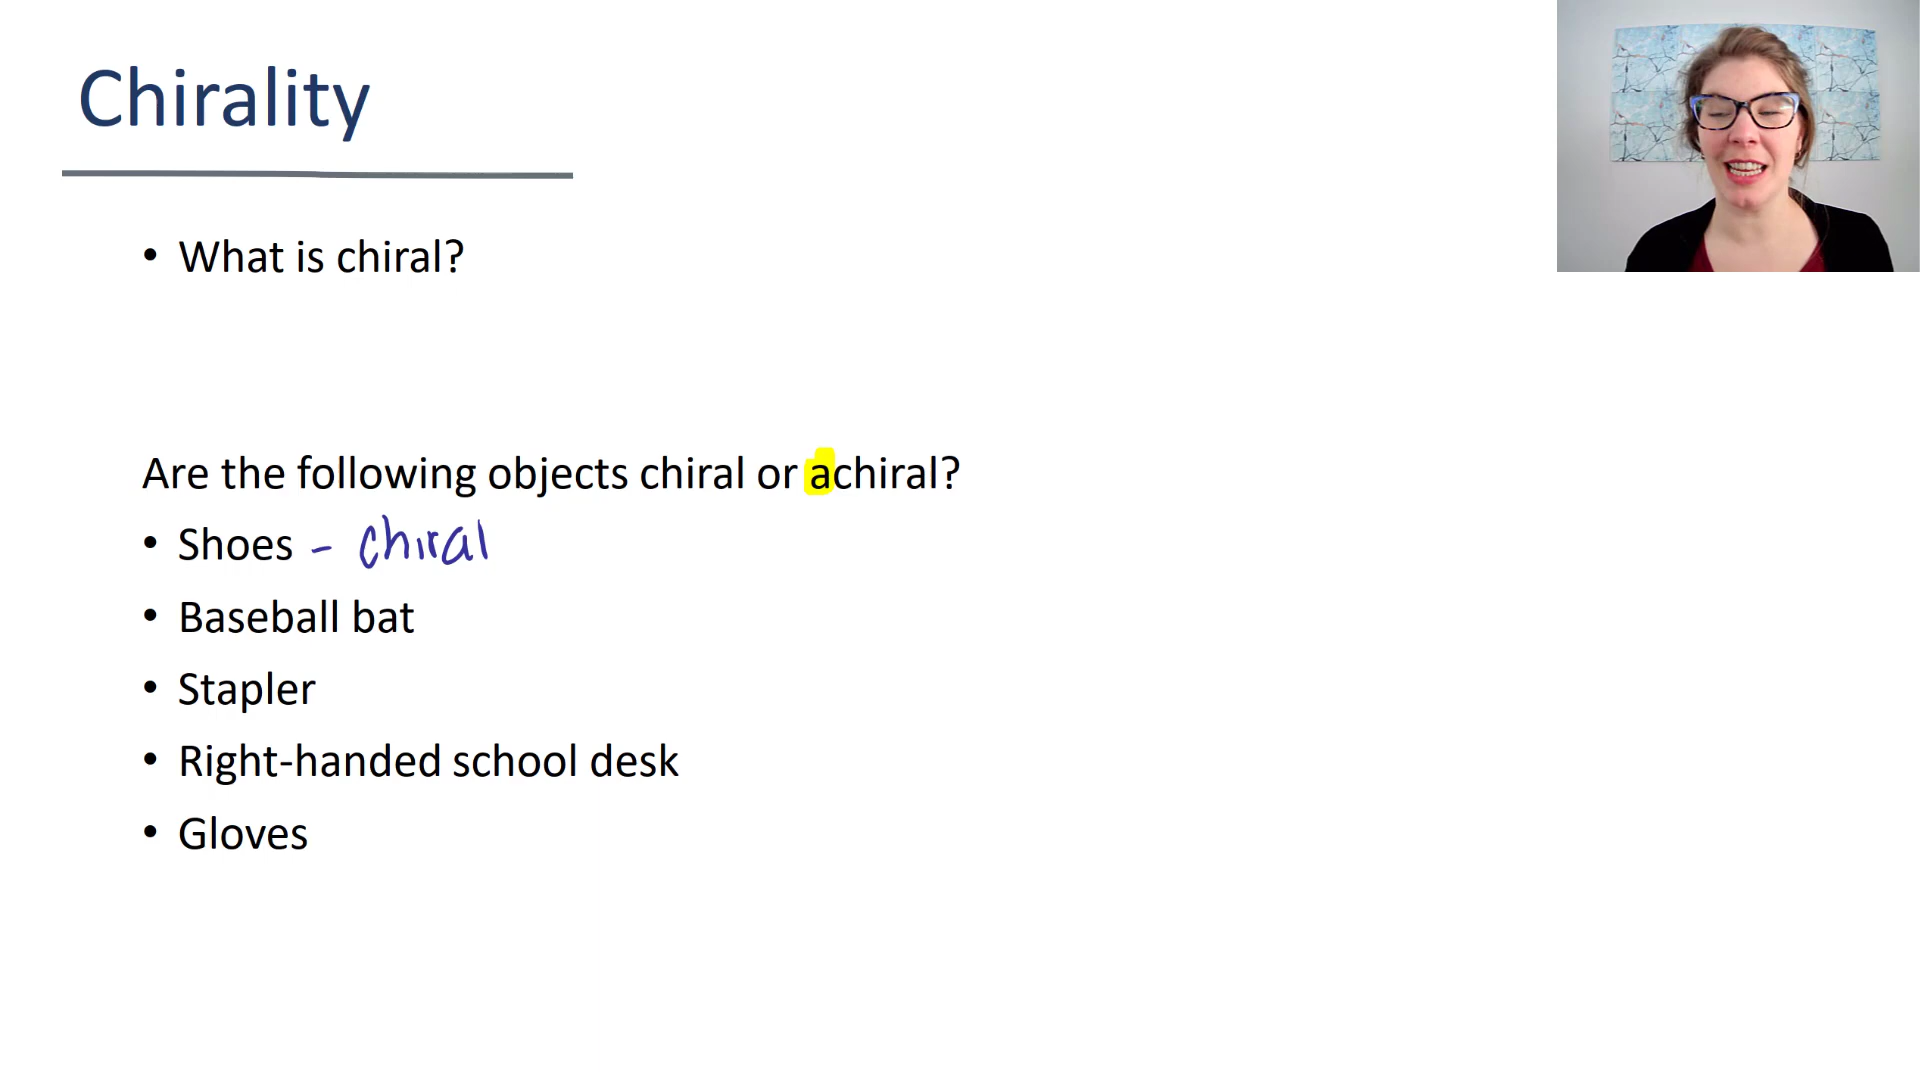 Chirality
• What is chiral?
Are the following objects chiral or achiral?
• Shoes - chiral
• Baseball bat
• Stapler
• Right-handed school desk
• Gloves